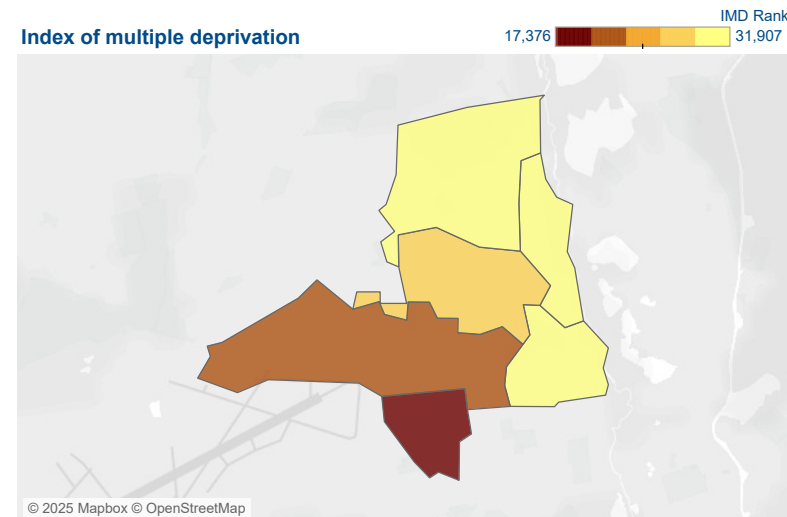 IMD Rank
Index of multiple deprivation
17,376 31,907
© 2025 Mapbox © OpenStreetMap